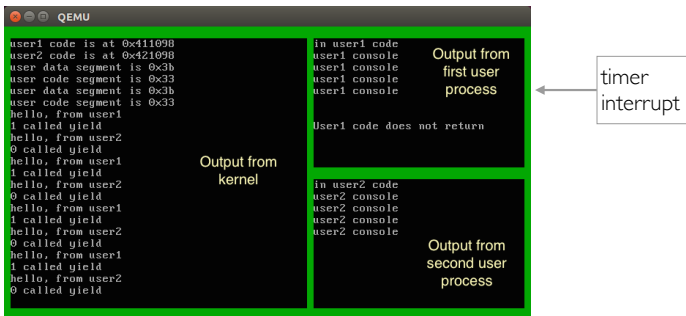 QEMU
user1 code is at 0x411098
user2 code is at 0x421098
user data segment is 0x3b
user code segment is 0x33
user data segment is 0x3b
user code segment is 0x33
hello, from user1
1 called yield
hello, from user2
0 called yield
hello, from user1
1 called yield
hello, from user2
0 called yield
hello, from user1
1 called yield
hello, from user2
0 called yield
hello, from user1
1 called yield
hello, from user2
0 called yield
Output from
kernel
in user1 code
user1 console
user1 console
user1 console
user1 console
User1 code does not return
Output from
first user
process
in user2 code
user2 console
user2 console
user2 console
user2 console
Output from
second user
process
timer
interrupt